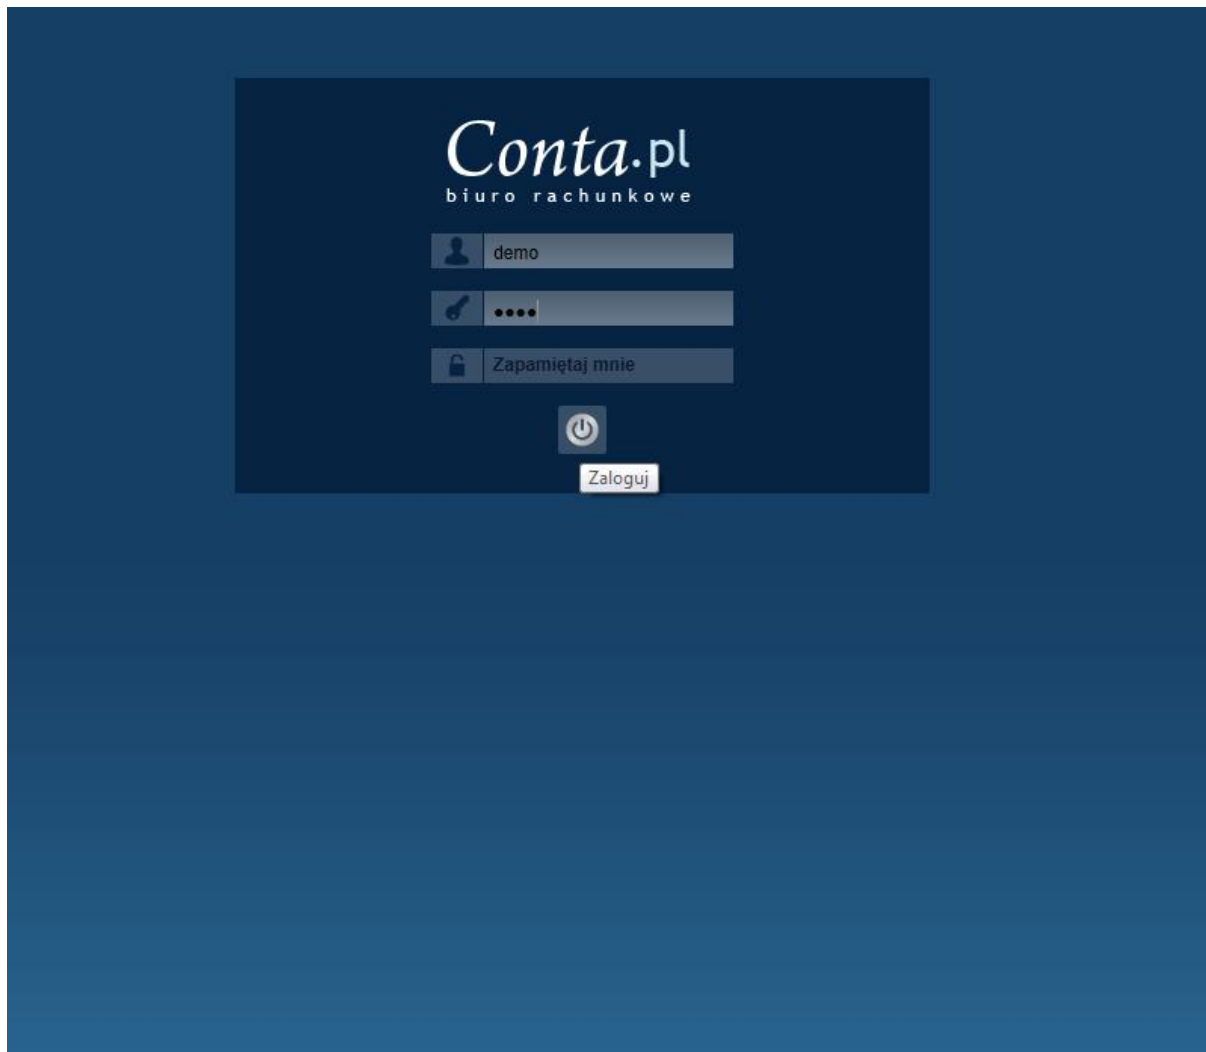 Conta.pl
biuro rachunkowe
demo
••••
Zapamiętaj mnie
Zaloguj